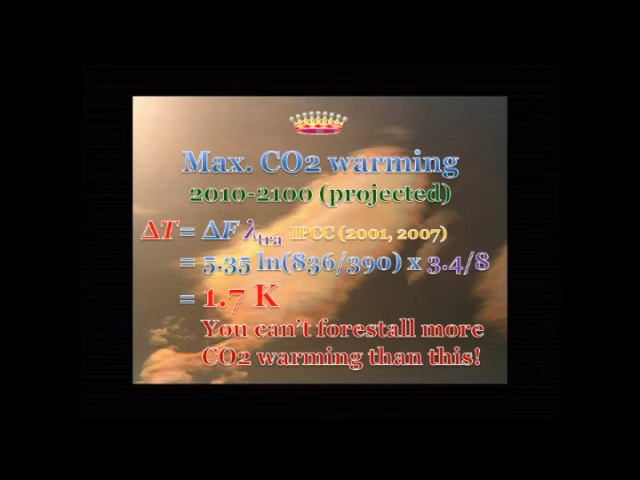 Max. CO2 warming
2010-2100 (projected)
ΔT = ΔF λtra IPCC (2001, 2007)
= 5.35 ln(836/390) x 3.4/8
= 1.7 K
You can't forestall more
CO2 warming than this!